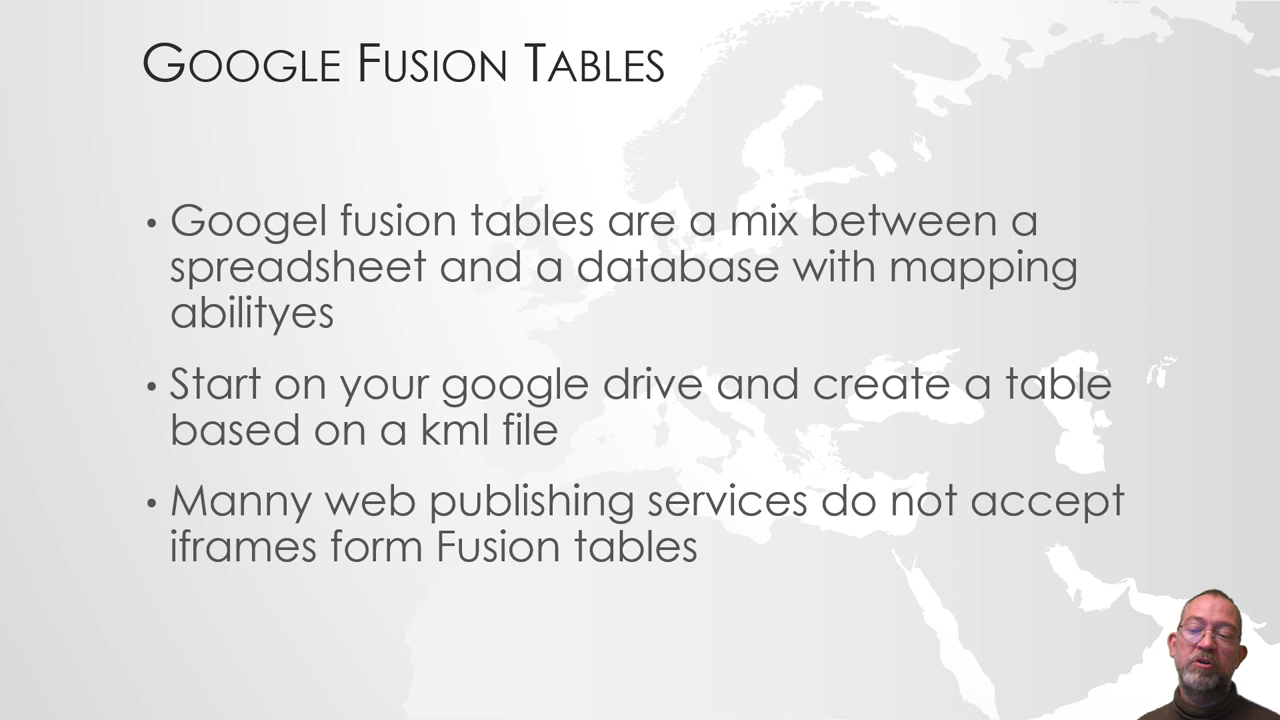 Google Fusion Tables
• Googel fusion tables are a mix between a
spreadsheet and a database with mapping
abilityes
• Start on your google drive and create a table
based on a kml file
• Manny web publishing services do not accept
iframes form Fusion tables